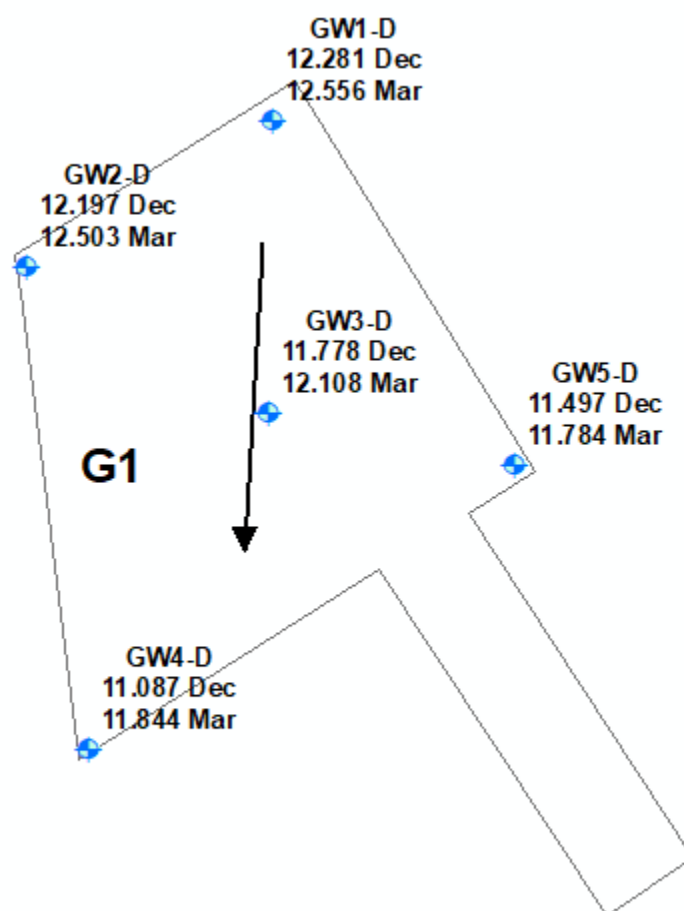 GW1-D
12.281 Dec
12.556 Mar
GW2-D
12.197 Dec
12.503 Mar
GW3-D
11.778 Dec
12.108 Mar
GW5-D
11.497 Dec
11.784 Mar
G1
GW4-D
11.087 Dec
11.844 Mar